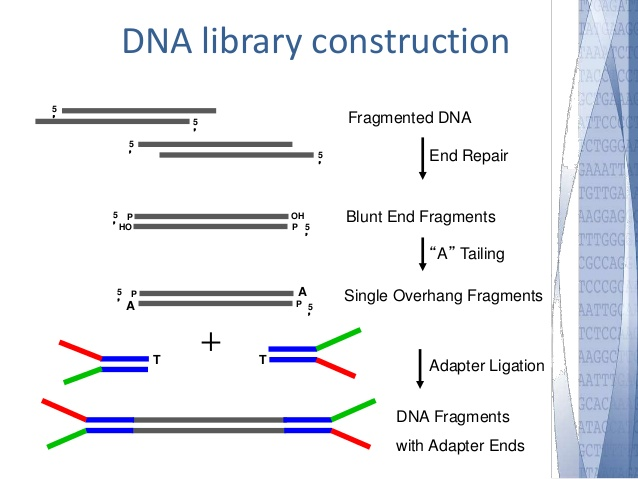 DNA library construction
5'
5'
Fragmented DNA
5'
5'
End Repair
5' P OH
HO P 5'
Blunt End Fragments
“A” Tailing
5' P A
A P 5'
Single Overhang Fragments
+
T T
Adapter Ligation
DNA Fragments
with Adapter Ends